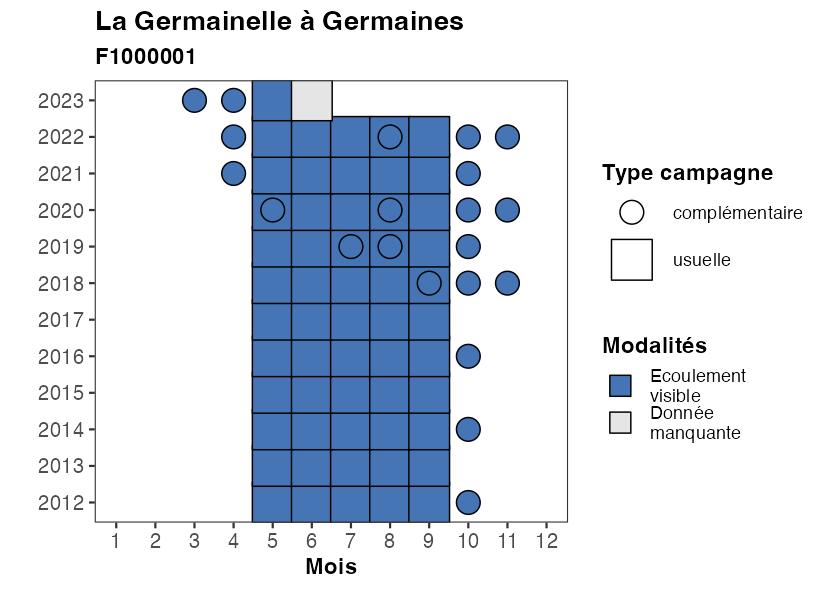 La Germainelle à Germaines
F1000001
2023
2022
2021
2020
2019
2018
2017
2016
2015
2014
2013
2012
1 2 3 4 5 6 7 8 9 10 11 12
Mois
Type campagne
complémentaire
usuelle
Modalités
Ecoulement
visible
Donnée
manquante